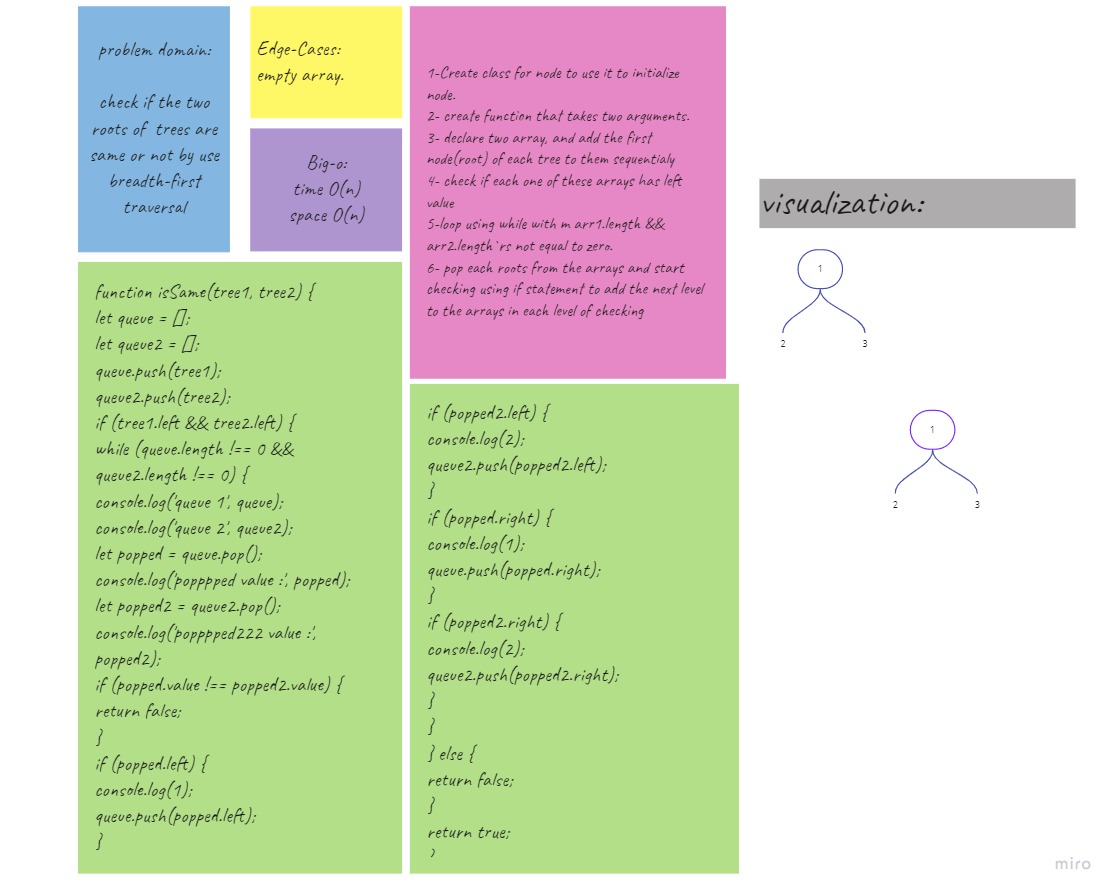 problem domain:
check if the two
roots of trees are
same or not by use
breadth-first
traversal
Edge-Cases:
empty array.
Big-o:
time O(n)
space O(n)
1-Create class for node to use it to initialize
node.
2- create function that takes two arguments.
3- declare two array, and add the first
node(root) of each tree to them sequentialy
4- check if each one of these arrays has left
value
5-loop using while with m arr1.length &&
arr2.length`rs not equal to zero.
6- pop each roots from the arrays and start
checking using if statement to add the next level
to the arrays in each level of checking
function isSame(tree1, tree2) {
let queue = [];
let queue2 = [];
queue.push(tree1);
queue2.push(tree2);
if (tree1.left && tree2.left) {
while (queue.length !== 0 &&
queue2.length !== 0) {
console.log('queue 1', queue);
console.log('queue 2', queue2);
let popped = queue.pop();
console.log('popppped value :', popped);
let popped2 = queue2.pop();
console.log('popppped222 value :',
popped2);
if (popped.value !== popped2.value) {
return false;
}
if (popped.left) {
console.log(1);
queue.push(popped.left);
}
if (popped2.left) {
console.log(2);
queue2.push(popped2.left);
}
if (popped.right) {
console.log(1);
queue.push(popped.right);
}
if (popped2.right) {
console.log(2);
queue2.push(popped2.right);
}
}
} else {
return false;
}
return true;
}
visualization:
1
2 3
1
2 3
miro